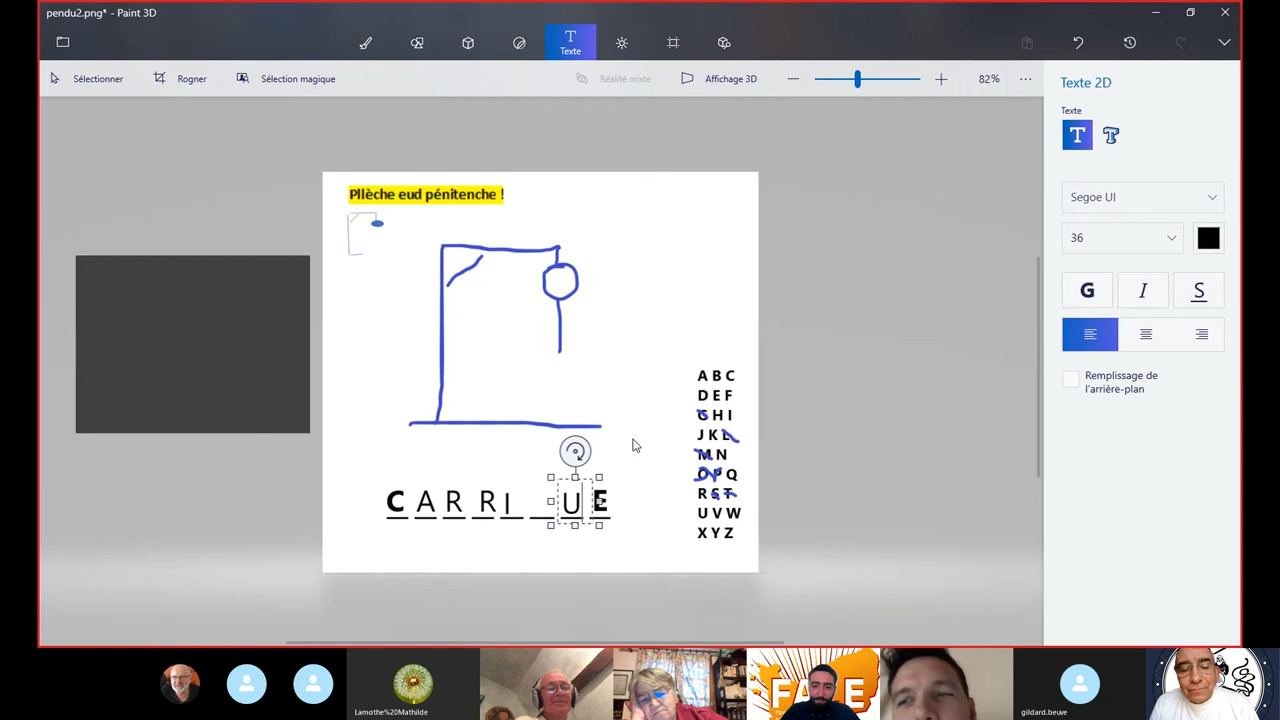 pendu2.png* - Paint 3D
Texte
Sélectionner
Rogner
Sélection magique
Réalité mixte
Affichage 3D
82%
Texte 2D
Texte
Segoe UI
36
G I S
Remplissage de
l'arrière-plan
Pllèche eud pénitenche !
A B C
D E F
G H I
J K L
M N
O P Q
R S T
U V W
X Y Z
C A R R I _ U E
Lamothe%20Mathilde
gildard.beuve